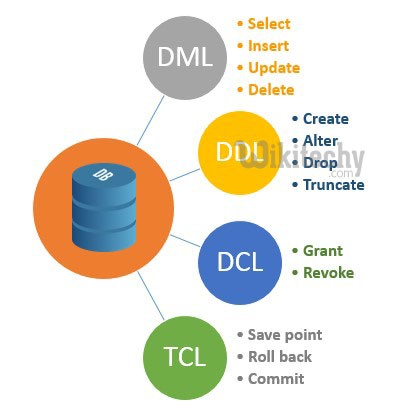 DML
• Select
• Insert
• Update
• Delete
DDL
• Create
• Alter
• Drop
• Truncate
Wikitechy
.com
DB
DCL
• Grant
• Revoke
TCL
• Save point
• Roll back
• Commit